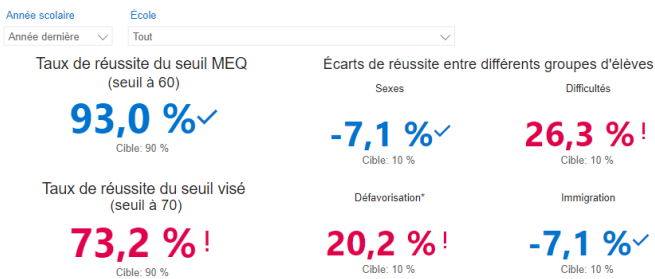 Année scolaire
École
Année dernière
Tout
Taux de réussite du seuil MEQ
(seuil à 60)
93,0 %
Cible: 90 %
Taux de réussite du seuil visé
(seuil à 70)
73,2 % !
Cible: 90 %
Écarts de réussite entre différents groupes d'élèves
Sexes
-7,1 %
Cible: 10 %
Difficultés
26,3 % !
Cible: 10 %
Défavorisation*
20,2 % !
Cible: 10 %
Immigration
-7,1 %
Cible: 10 %